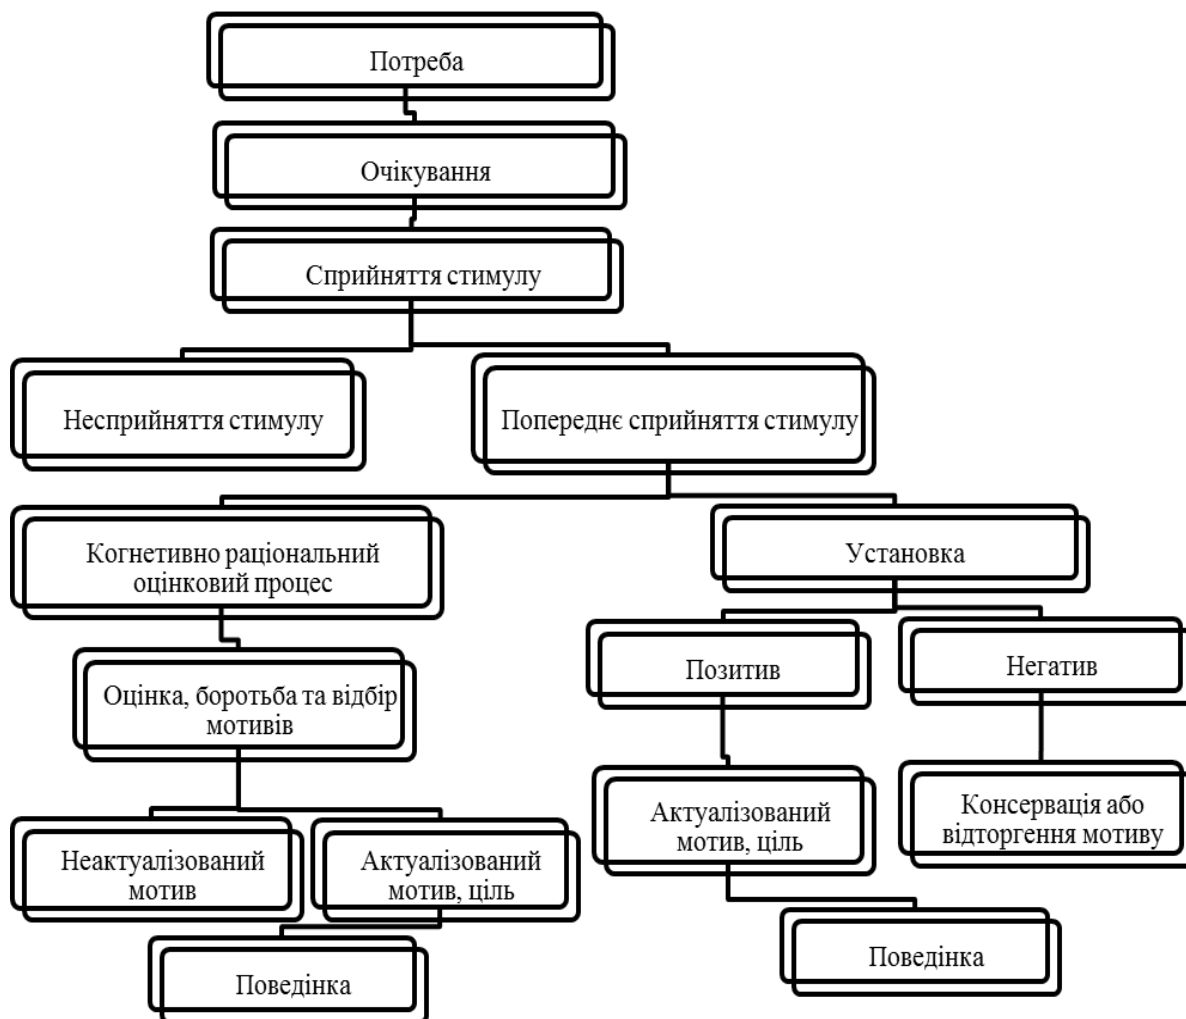 Потреба
Очікування
Сприйняття стимулу
Несприйняття стимулу
Попереднє сприйняття стимулу
Когнетивно раціональний
оцінковий процес
Установка
Оцінка, боротьба та відбір
мотивів
Позитив
Негатив
Неактуалізований
мотив
Актуалізований
мотив, ціль
Актуалізований
мотив, ціль
Консервація або
відторгення мотиву
Поведінка
Поведінка